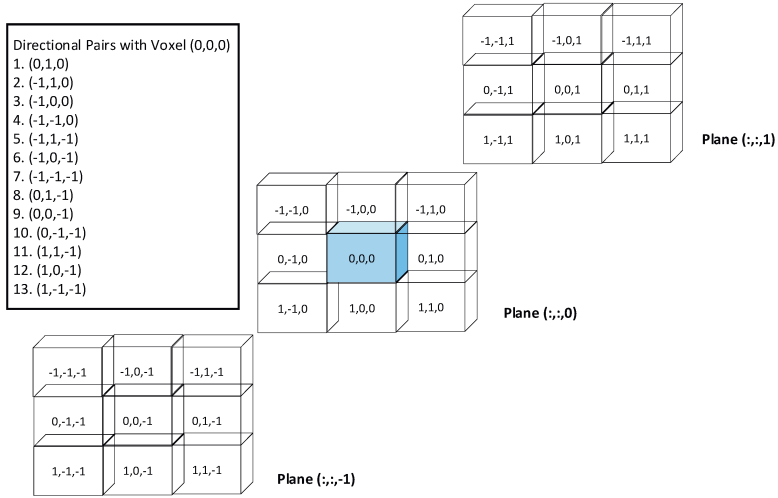 Directional Pairs with Voxel (0,0,0)
1. (0,1,0)
2. (-1,1,0)
3. (-1,0,0)
4. (-1,-1,0)
5. (-1,1,-1)
6. (-1,0,-1)
7. (-1,-1,-1)
8. (0,1,-1)
9. (0,0,-1)
10. (0,-1,-1)
11. (1,1,-1)
12. (1,0,-1)
13. (1,-1,-1)
-1,-1,1 -1,0,1 -1,1,1
0,-1,1 0,0,1 0,1,1
1,-1,1 1,0,1 1,1,1
Plane (:,:,1)
-1,-1,0 -1,0,0 -1,1,0
0,-1,0 0,0,0 0,1,0
1,-1,0 1,0,0 1,1,0
Plane (:,:,0)
-1,-1,-1 -1,0,-1 -1,1,-1
0,-1,-1 0,0,-1 0,1,-1
1,-1,-1 1,0,-1 1,1,-1
Plane (:,:,-1)